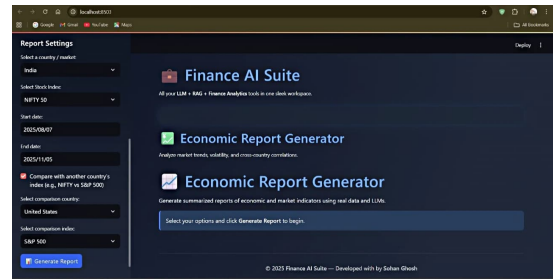 localhost:8501
Google
Gmail
YouTube
Maps
All Bookmarks
Deploy
Report Settings
Select a country / market:
India
Select Stock Index:
NIFTY 50
Start date:
2025/08/07
End date:
2025/11/05
Compare with another country's
index (e.g., NIFTY vs S&P 500)
Select comparison country:
United States
Select comparison index:
S&P 500
Generate Report
Finance AI Suite
All your LLM + RAG + Finance Analytics tools in one sleek workspace.
Economic Report Generator
Analyze market trends, volatility, and cross-country correlations.
Economic Report Generator
Generate summarized reports of economic and market indicators using real data and LLMs.
Select your options and click Generate Report to begin.
© 2025 Finance AI Suite — Developed with by Sohan Ghosh